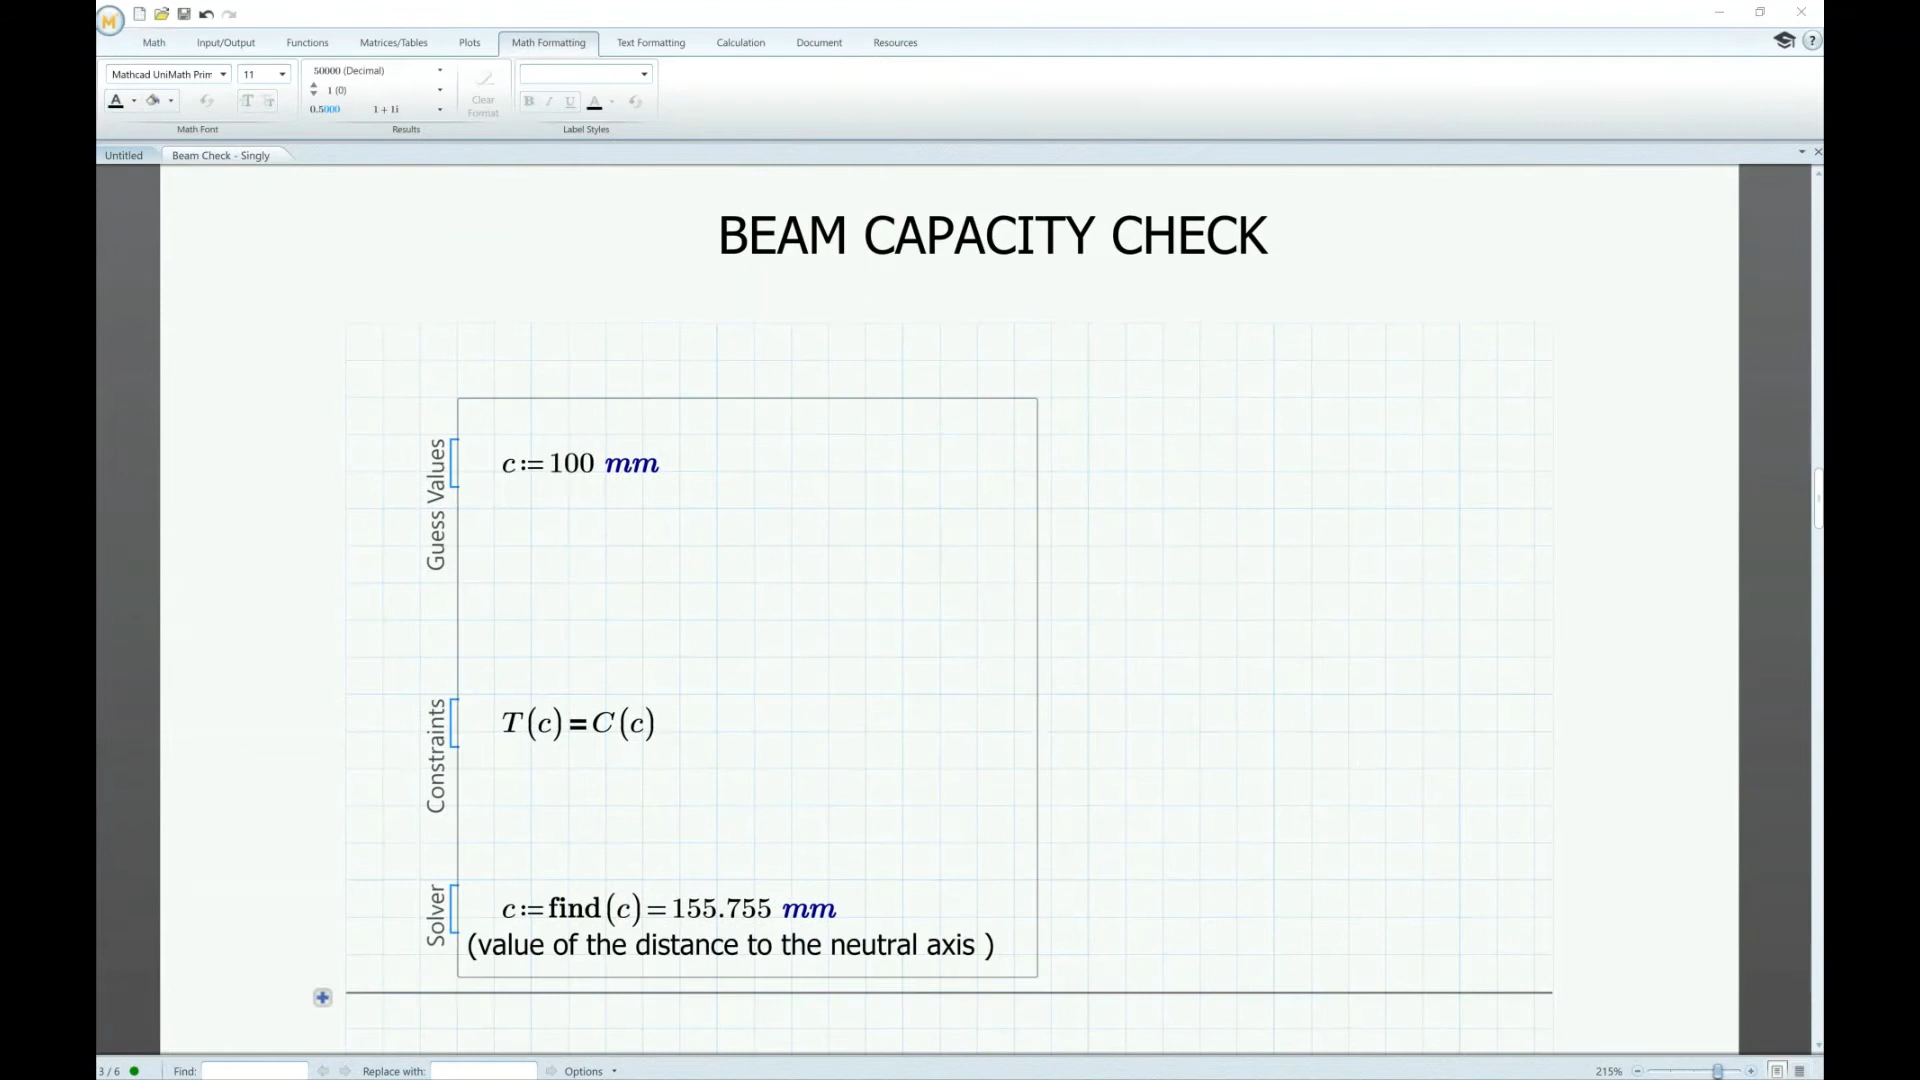 M
Math Input/Output Functions Matrices/Tables Plots Math Formatting Text Formatting Calculation Document Resources
?
Mathcad UniMath Prim 11
50000 (Decimal)
1 (0)
0.5000 1 + 1i
Clear
Format
A
B I U A
Math Font Results Label Styles
Untitled Beam Check - Singly
BEAM CAPACITY CHECK
Guess Values
c:=100 mm
Constraints
T(c)=C(c)
Solver
c:=find(c)=155.755 mm
(value of the distance to the neutral axis )
3 / 6 Find: Replace with: Options 215%